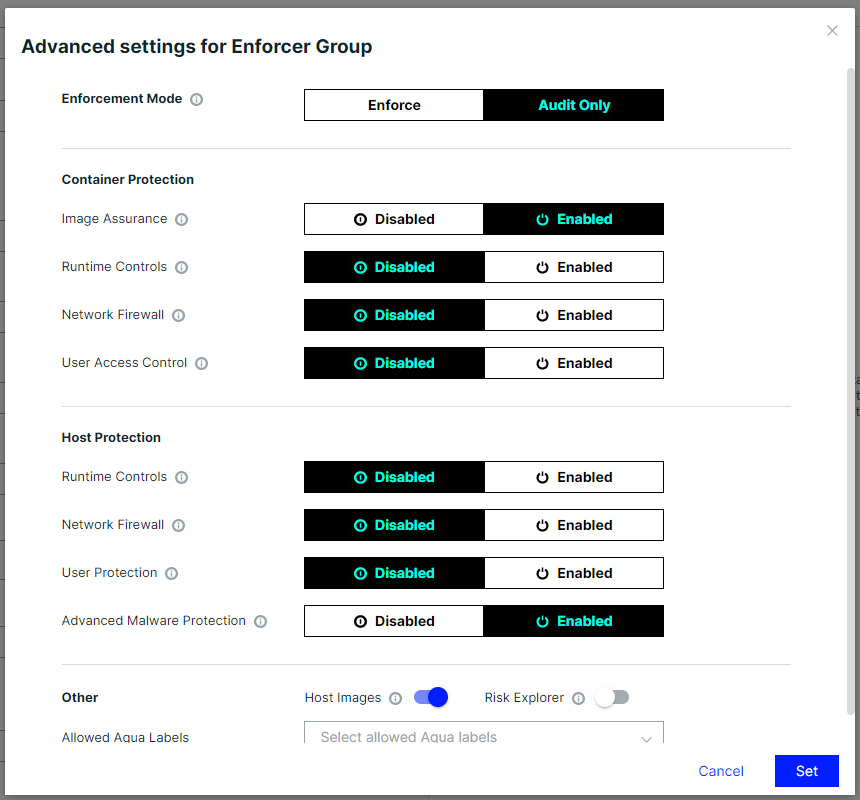 Advanced settings for Enforcer Group
Enforcement Mode
Enforce Audit Only
Container Protection
Image Assurance Disabled Enabled
Runtime Controls Disabled Enabled
Network Firewall Disabled Enabled
User Access Control Disabled Enabled
Host Protection
Runtime Controls Disabled Enabled
Network Firewall Disabled Enabled
User Protection Disabled Enabled
Advanced Malware Protection Disabled Enabled
Other Host Images Risk Explorer
Allowed Aqua Labels Select allowed Aqua labels
Cancel Set